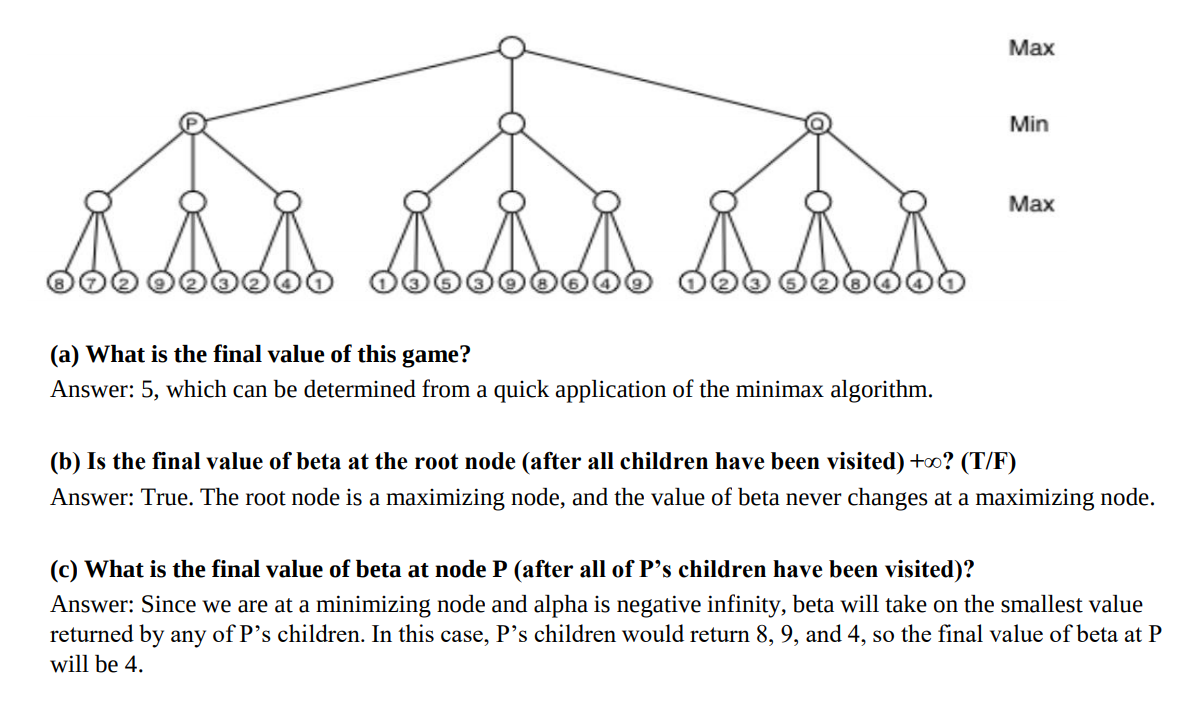 Max
P Q Min
Max
8 7 2 9 2 3 2 4 1 1 3 5 3 9 8 6 4 9 1 2 3 5 2 8 4 4 1
(a) What is the final value of this game?
Answer: 5, which can be determined from a quick application of the minimax algorithm.
(b) Is the final value of beta at the root node (after all children have been visited) +∞? (T/F)
Answer: True. The root node is a maximizing node, and the value of beta never changes at a maximizing node.
(c) What is the final value of beta at node P (after all of P’s children have been visited)?
Answer: Since we are at a minimizing node and alpha is negative infinity, beta will take on the smallest value
returned by any of P’s children. In this case, P’s children would return 8, 9, and 4, so the final value of beta at P
will be 4.